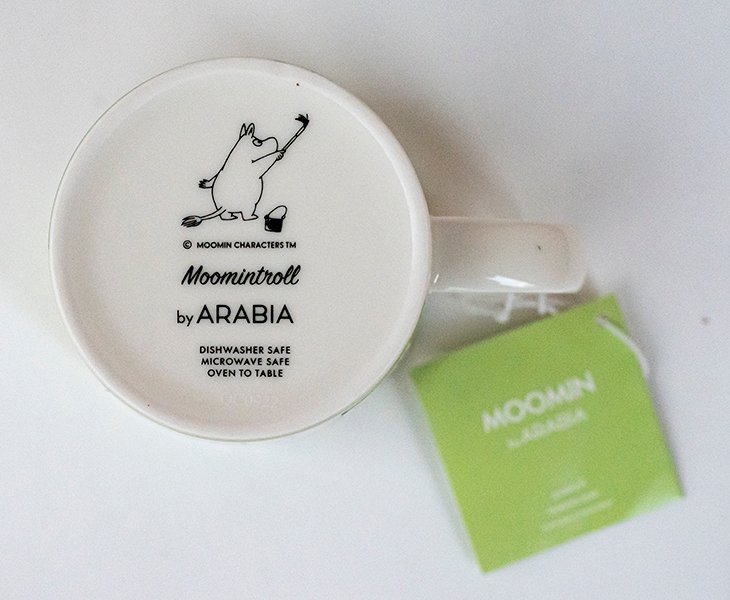 © MOOMIN CHARACTERS TM
Moomintroll
by ARABIA
DISHWASHER SAFE
MICROWAVE SAFE
OVEN TO TABLE
MOOMIN
by ARABIA